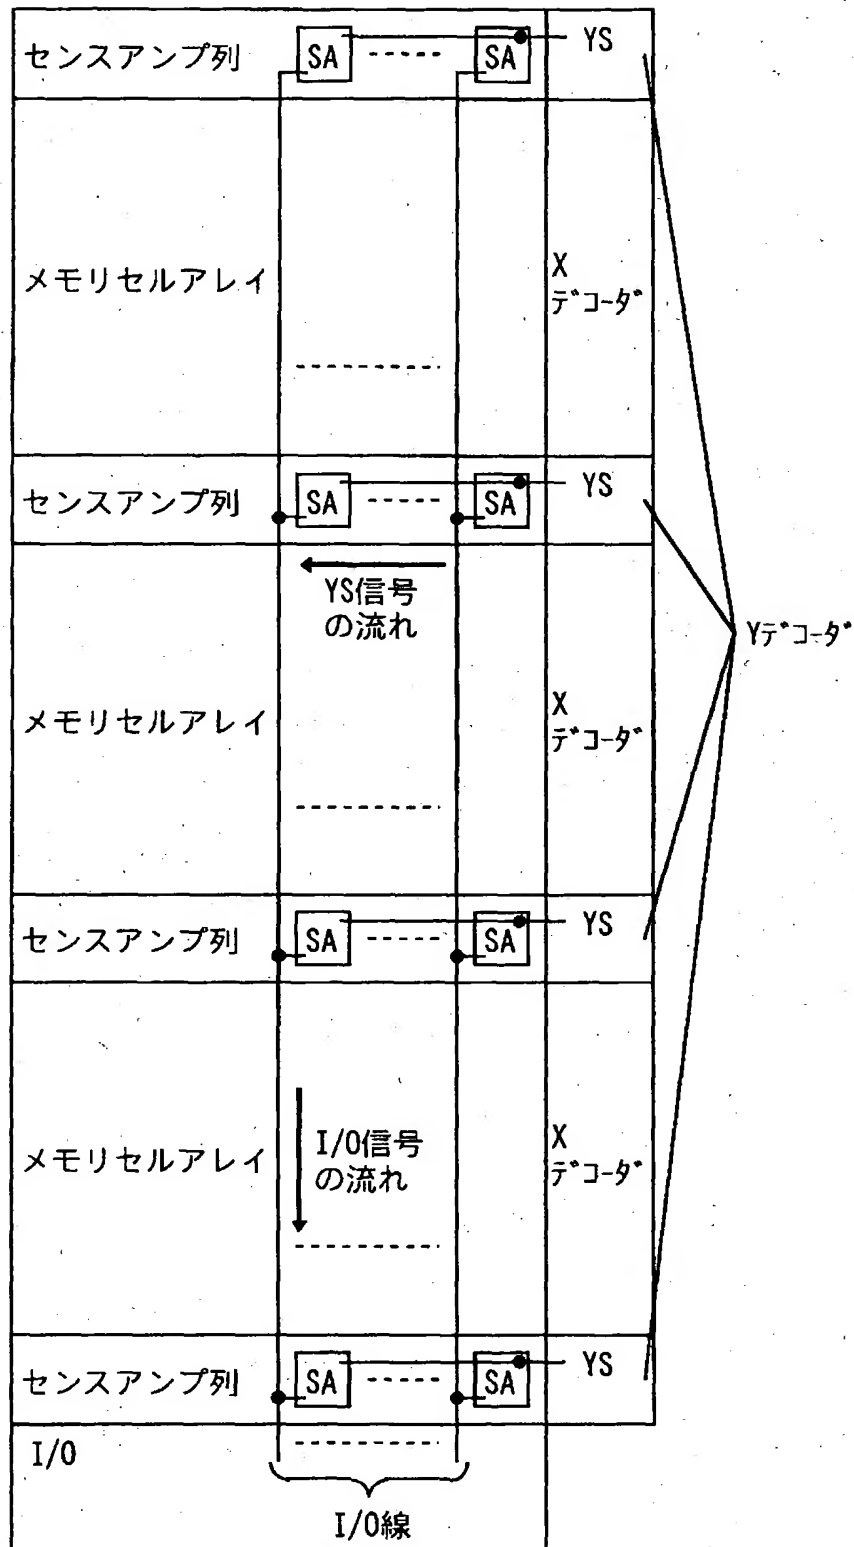 センスアンプ列 SA SA YS
メモリセルアレイ
X
デコーダ
センスアンプ列 SA SA YS
YS信号
の流れ
Yデコーダ
メモリセルアレイ
X
デコーダ
センスアンプ列 SA SA YS
メモリセルアレイ
I/O信号
の流れ
X
デコーダ
センスアンプ列 SA SA YS
I/O
I/O線